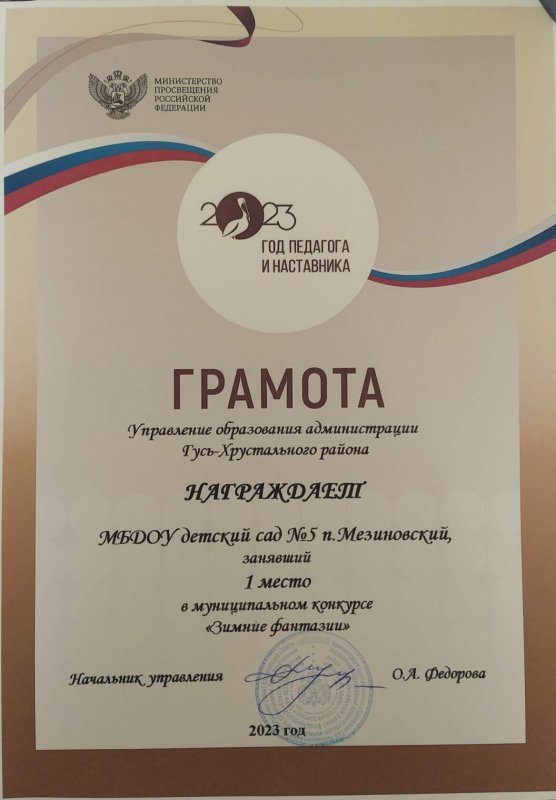 МИНИСТЕРСТВО
ПРОСВЕЩЕНИЯ
РОССИЙСКОЙ
ФЕДЕРАЦИИ
2023
ГОД ПЕДАГОГА
И НАСТАВНИКА
ГРАМОТА
Управление образования администрации
Гусь-Хрустального района
НАГРАЖДАЕТ
МБДОУ детский сад №5 п.Мезиновский,
занявший
1 место
в муниципальном конкурсе
«Зимние фантазии»
Начальник управления О.А. Федорова
2023 год